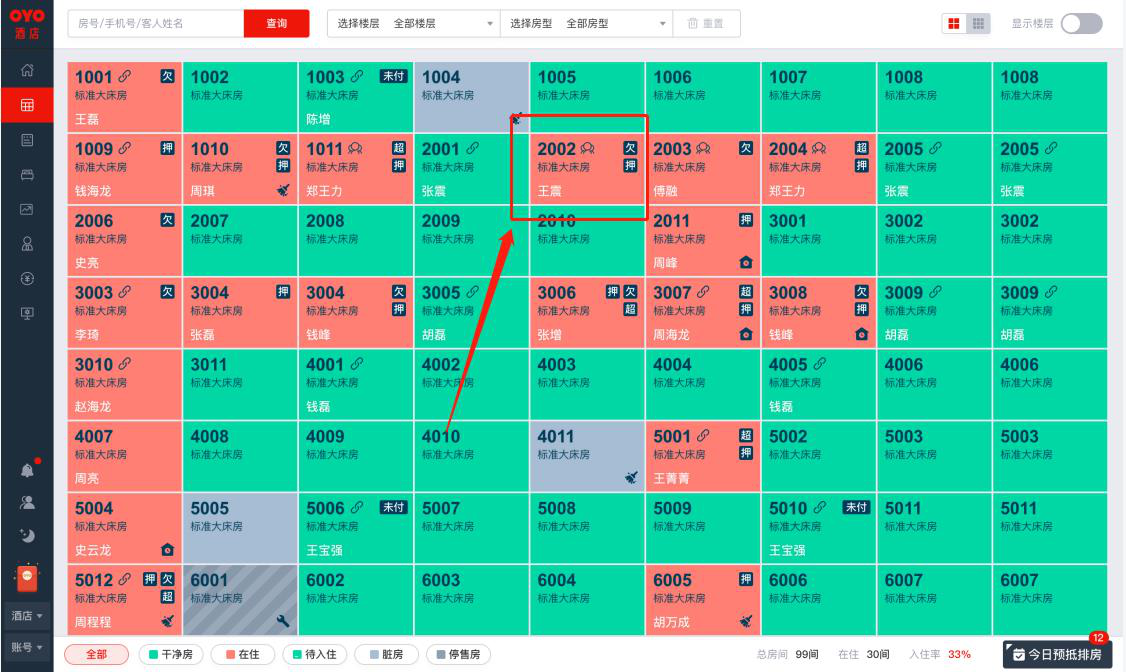 OYO
酒店
房号/手机号/客人姓名 查询 选择楼层 全部楼层 选择房型 全部房型 重置 显示楼层
1001 欠 1002 1003 未付 1004 1005 1006 1007 1008 1008
标准大床房 标准大床房 标准大床房 标准大床房 标准大床房 标准大床房 标准大床房 标准大床房 标准大床房
王磊 陈增
1009 押 1010 欠 1011 超 2001 2002 欠 2003 欠 2004 超 2005 2005
标准大床房 标准大床房 押 标准大床房 押 标准大床房 标准大床房 押 标准大床房 标准大床房 押 标准大床房 标准大床房
钱海龙 周琪 郑王力 张震 王震 傅融 郑王力 张震 张震
2006 欠 2007 2008 2009 2010 2011 押 3001 3002 3002
标准大床房 标准大床房 标准大床房 标准大床房 标准大床房 标准大床房 标准大床房 标准大床房 标准大床房
史亮 周峰
3003 欠 3004 押 3004 欠 3005 3006 押 欠 3007 超 3008 欠 3009 3009
标准大床房 标准大床房 标准大床房 押 标准大床房 标准大床房 超 标准大床房 押 标准大床房 押 标准大床房 标准大床房
李琦 张磊 钱峰 胡磊 张增 周海龙 钱峰 胡磊 胡磊
3010 3011 4001 4002 4003 4004 4005 4006 4006
标准大床房 标准大床房 标准大床房 标准大床房 标准大床房 标准大床房 标准大床房 标准大床房 标准大床房
赵海龙 钱磊 钱磊
4007 4008 4009 4010 4011 5001 超 5002 5003 5003
标准大床房 标准大床房 标准大床房 标准大床房 标准大床房 标准大床房 押 标准大床房 标准大床房 标准大床房
周亮 王菁菁
5004 5005 5006 未付 5007 5008 5009 5010 未付 5011 5011
标准大床房 标准大床房 标准大床房 标准大床房 标准大床房 标准大床房 标准大床房 标准大床房 标准大床房
史云龙 王宝强 王宝强
5012 押 欠 6001 6002 6003 6004 6005 押 6006 6007 6007
标准大床房 超 标准大床房 标准大床房 标准大床房 标准大床房 标准大床房 标准大床房 标准大床房 标准大床房
周程程 胡万成
酒店
账号
全部 干净房 在住 待入住 脏房 停售房 总房间 99间 在住 30间 入住率 33% 今日预抵排房 12